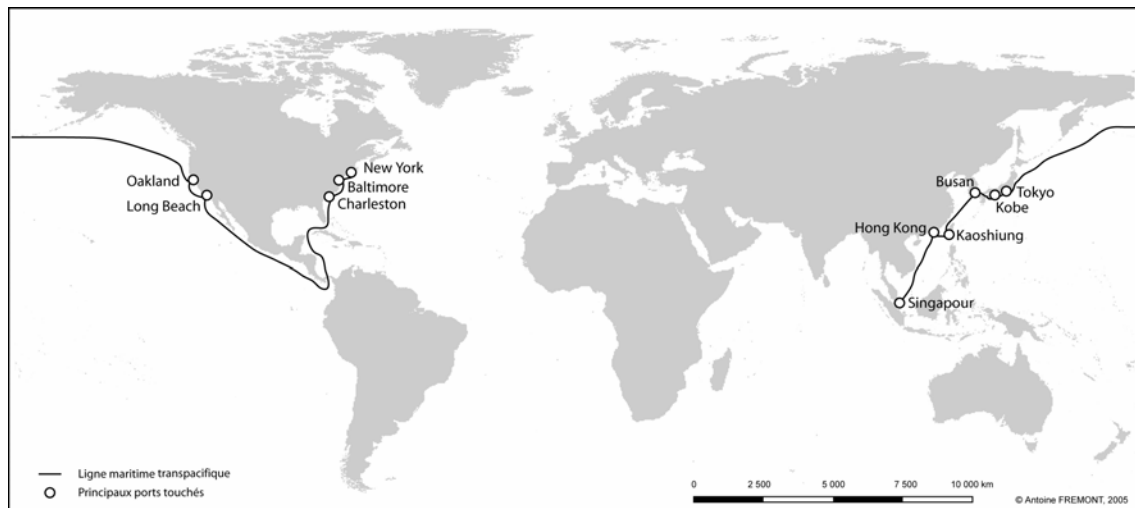 New York
Oakland
Baltimore
Long Beach
Charleston
Busan
Tokyo
Kobe
Hong Kong
Kaoshiung
Singapour
Ligne maritime transpacifique
Principaux ports touchés
0 2 500 5 000 7 500 10 000 km
© Antoine FREMONT, 2005